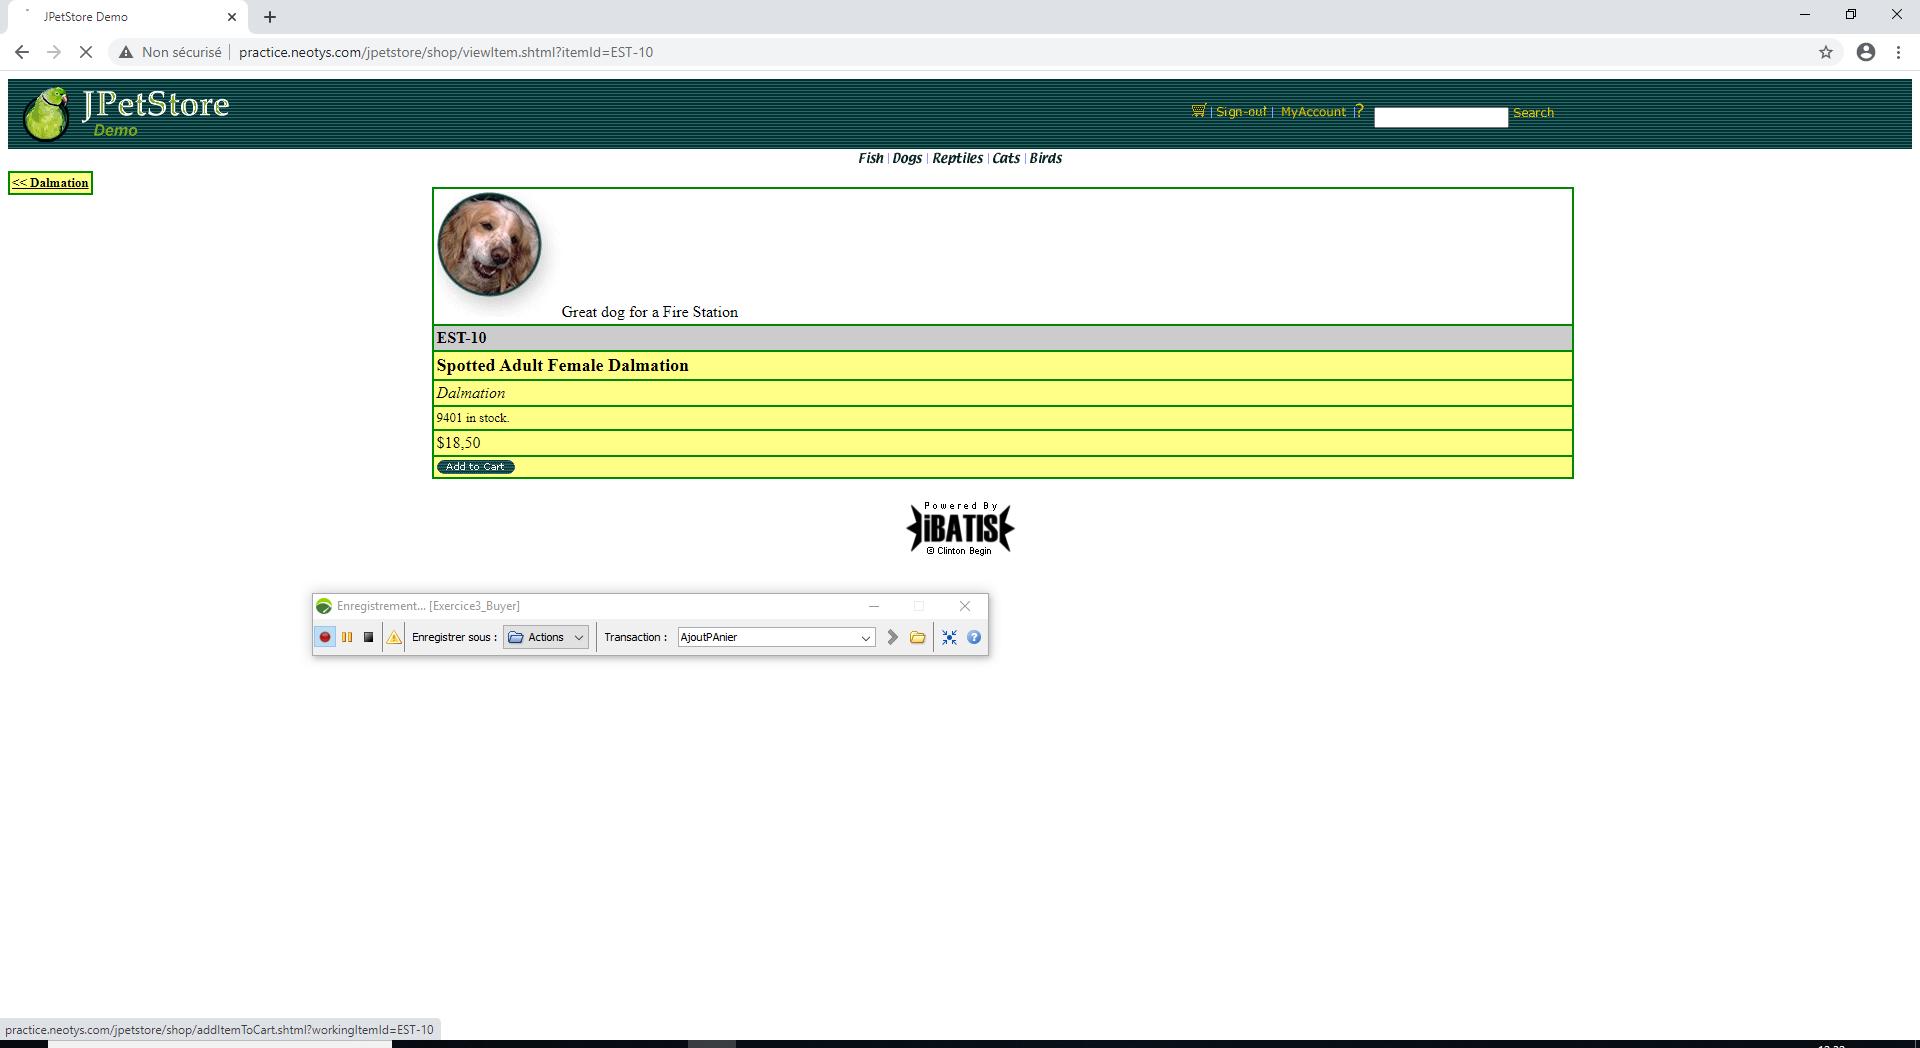 JPetStore Demo
Non sécurisé practice.neotys.com/jpetstore/shop/viewItem.shtml?itemId=EST-10
JPetStore
Demo
| Sign-out | MyAccount | ? Search
Fish | Dogs | Reptiles | Cats | Birds
<< Dalmation
Great dog for a Fire Station
EST-10
Spotted Adult Female Dalmation
Dalmation
9401 in stock.
$18,50
Add to Cart
Powered By
iBATIS
© Clinton Begin
Enregistrement... [Exercice3_Buyer]
Enregistrer sous : Actions Transaction : AjoutPAnier
practice.neotys.com/jpetstore/shop/addItemToCart.shtml?workingItemId=EST-10